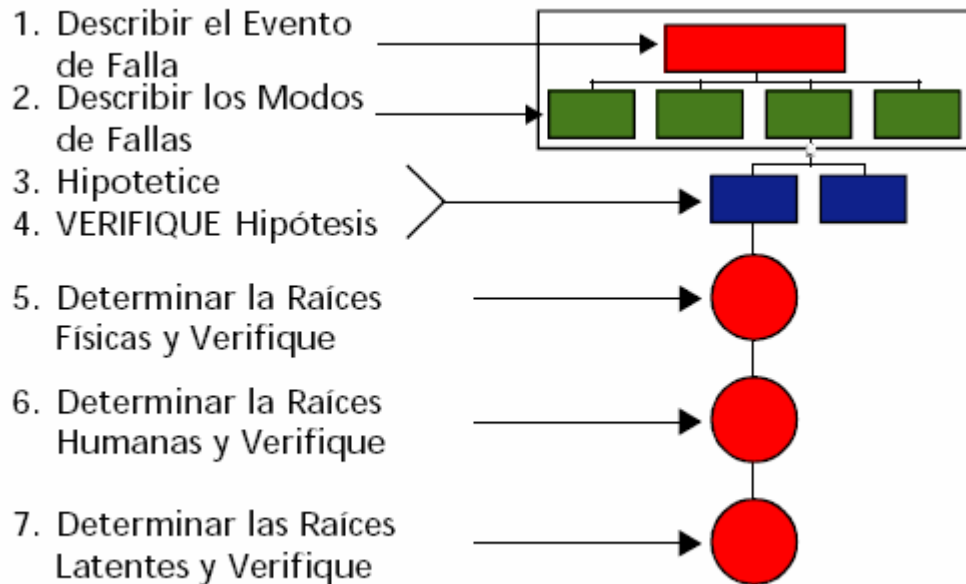 1. Describir el Evento
de Falla
2. Describir los Modos
de Fallas
3. Hipotetice
4. VERIFIQUE Hipótesis
5. Determinar la Raíces
Físicas y Verifique
6. Determinar la Raíces
Humanas y Verifique
7. Determinar las Raíces
Latentes y Verifique